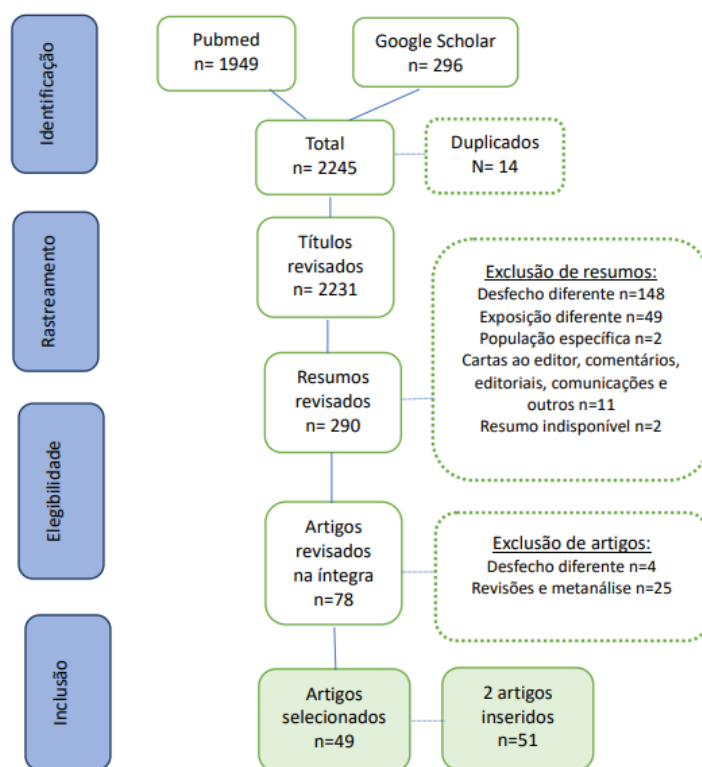 Identificação
Pubmed
n= 1949
Google Scholar
n= 296
Total
n= 2245
Duplicados
N= 14
Rastreamento
Títulos
revisados
n= 2231
Exclusão de resumos:
Desfecho diferente n=148
Exposição diferente n=49
População específica n=2
Cartas ao editor, comentários,
editoriais, comunicações e
outros n=11
Resumo indisponível n=2
Resumos
revisados
n= 290
Elegibilidade
Artigos
revisados
na íntegra
n=78
Exclusão de artigos:
Desfecho diferente n=4
Revisões e metanálise n=25
Inclusão
Artigos
selecionados
n=49
2 artigos
inseridos
n=51